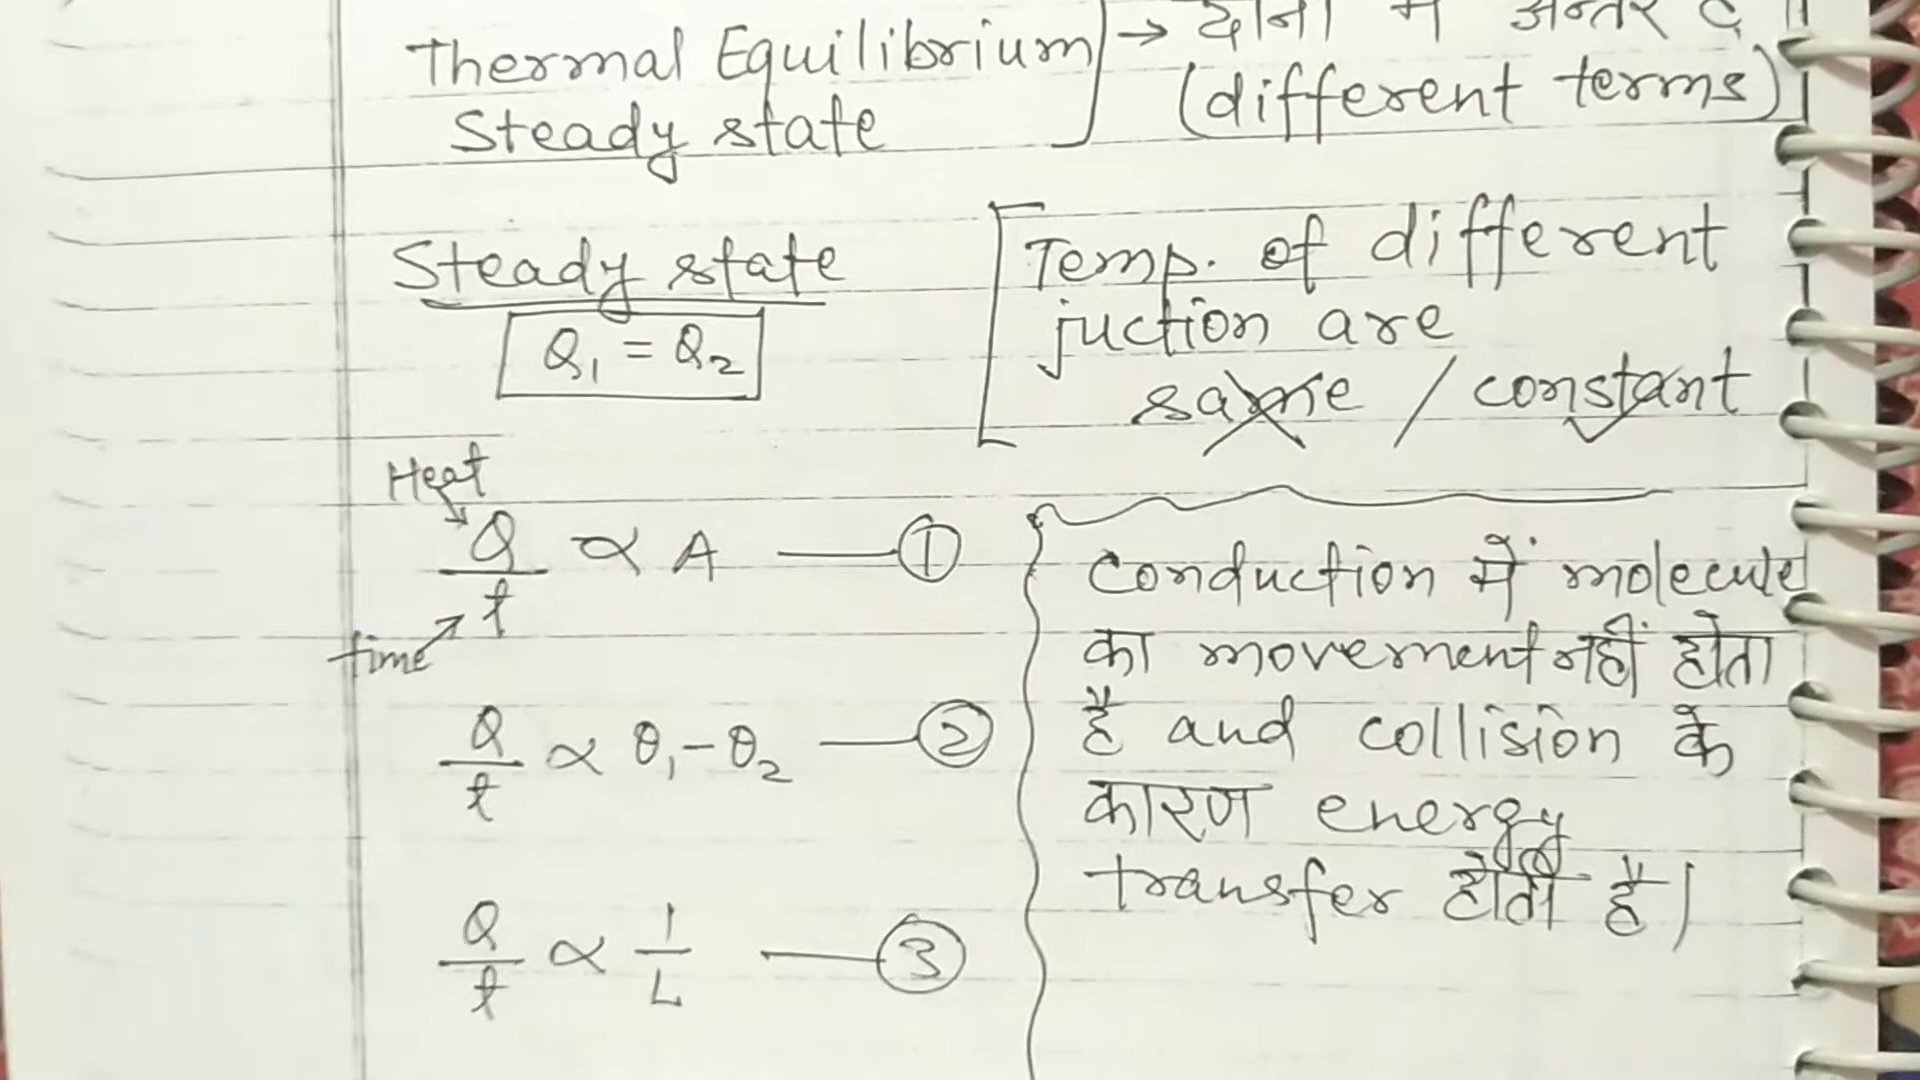 Thermal Equilibrium
Steady state
→ दोनों में अन्तर है
(different terms)
Steady state
Q₁ = Q₂
Temp. of different
juction are
same / constant ✓
Heat
Q/t ∝ A —— ①
time
Q/t ∝ θ₁-θ₂ —— ②
Q/t ∝ 1/L —— ③
Conduction में molecule
का movement नहीं होता
है and collision के
कारण energy
transfer होती है।